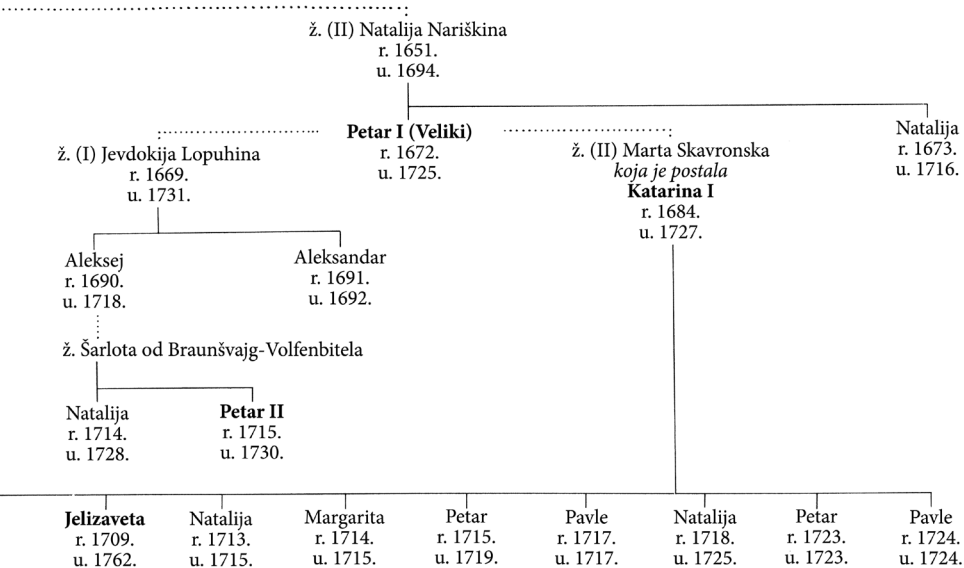 ž. (II) Natalija Nariškina
r. 1651.
u. 1694.
Petar I (Veliki)
r. 1672.
u. 1725.
Natalija
r. 1673.
u. 1716.
ž. (I) Jevdokija Lopuhina
r. 1669.
u. 1731.
ž. (II) Marta Skavronska
koja je postala
Katarina I
r. 1684.
u. 1727.
Aleksej
r. 1690.
u. 1718.
Aleksandar
r. 1691.
u. 1692.
ž. Šarlota od Braunšvajg-Volfenbitela
Natalija
r. 1714.
u. 1728.
Petar II
r. 1715.
u. 1730.
Jelizaveta
r. 1709.
u. 1762.
Natalija
r. 1713.
u. 1715.
Margarita
r. 1714.
u. 1715.
Petar
r. 1715.
u. 1719.
Pavle
r. 1717.
u. 1717.
Natalija
r. 1718.
u. 1725.
Petar
r. 1723.
u. 1723.
Pavle
r. 1724.
u. 1724.